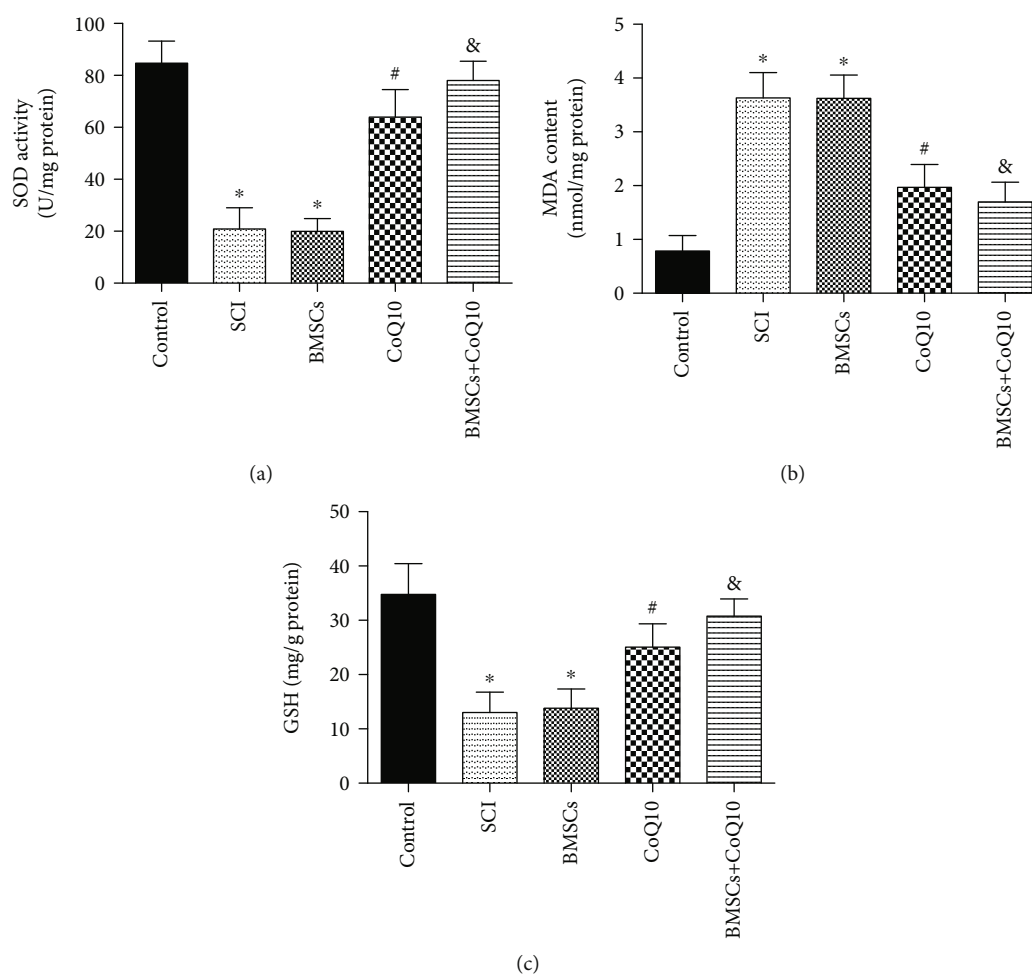 SOD activity
(U/mg protein)
100
80
60
40
20
0
*
*
#
&
Control
SCI
BMSCs
CoQ10
BMSCs+CoQ10
(a)
MDA content
(nmol/mg protein)
5
4
3
2
1
0
*
*
#
&
Control
SCI
BMSCs
CoQ10
BMSCs+CoQ10
(b)
GSH (mg/g protein)
50
40
30
20
10
0
*
*
#
&
Control
SCI
BMSCs
CoQ10
BMSCs+CoQ10
(c)